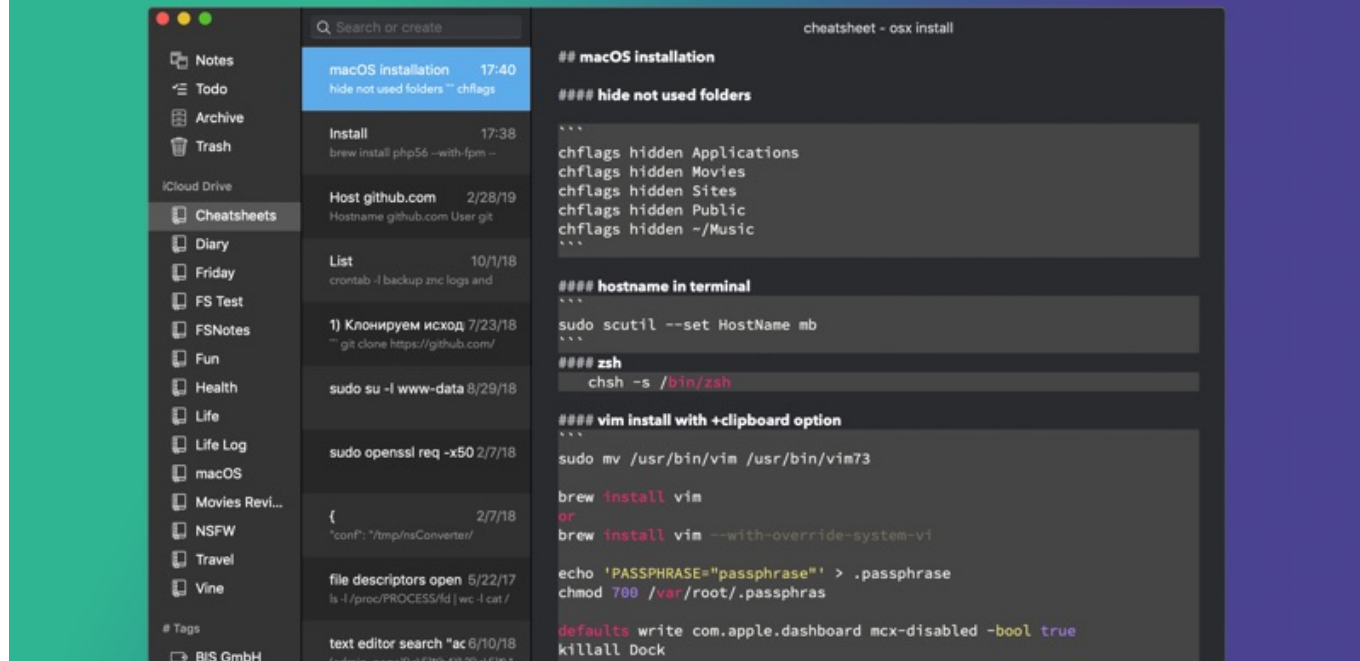 Notes
Todo
Archive
Trash
iCloud Drive
Cheatsheets
Diary
Friday
FS Test
FSNotes
Fun
Health
Life
Life Log
macOS
Movies Revi...
NSFW
Travel
Vine
# Tags
BIS GmbH
Search or create
macOS installation 17:40
hide not used folders ``` chflags
Install 17:38
brew install php56 --with-fpm --
Host github.com 2/28/19
Hostname github.com User git
List 10/1/18
crontab -l backup znc logs and
1) Клонируем исход 7/23/18
``` git clone https://github.com/
sudo su -l www-data 8/29/18
sudo openssl req -x50 2/7/18
{ 2/7/18
"conf": "/tmp/nsConverter/
file descriptors open 5/22/17
ls -l /proc/PROCESS/fd | wc -l cat /
text editor search "ac 6/10/18
cheatsheet - osx install
## macOS installation
#### hide not used folders
```
chflags hidden Applications
chflags hidden Movies
chflags hidden Sites
chflags hidden Public
chflags hidden ~/Music
```
#### hostname in terminal
```
sudo scutil --set HostName mb
```
#### zsh
chsh -s /bin/zsh
#### vim install with +clipboard option
```
sudo mv /usr/bin/vim /usr/bin/vim73
brew install vim
or
brew install vim --with-override-system-vi
echo 'PASSPHRASE="passphrase"' > .passphrase
chmod 700 /var/root/.passphras
defaults write com.apple.dashboard mcx-disabled -bool true
killall Dock